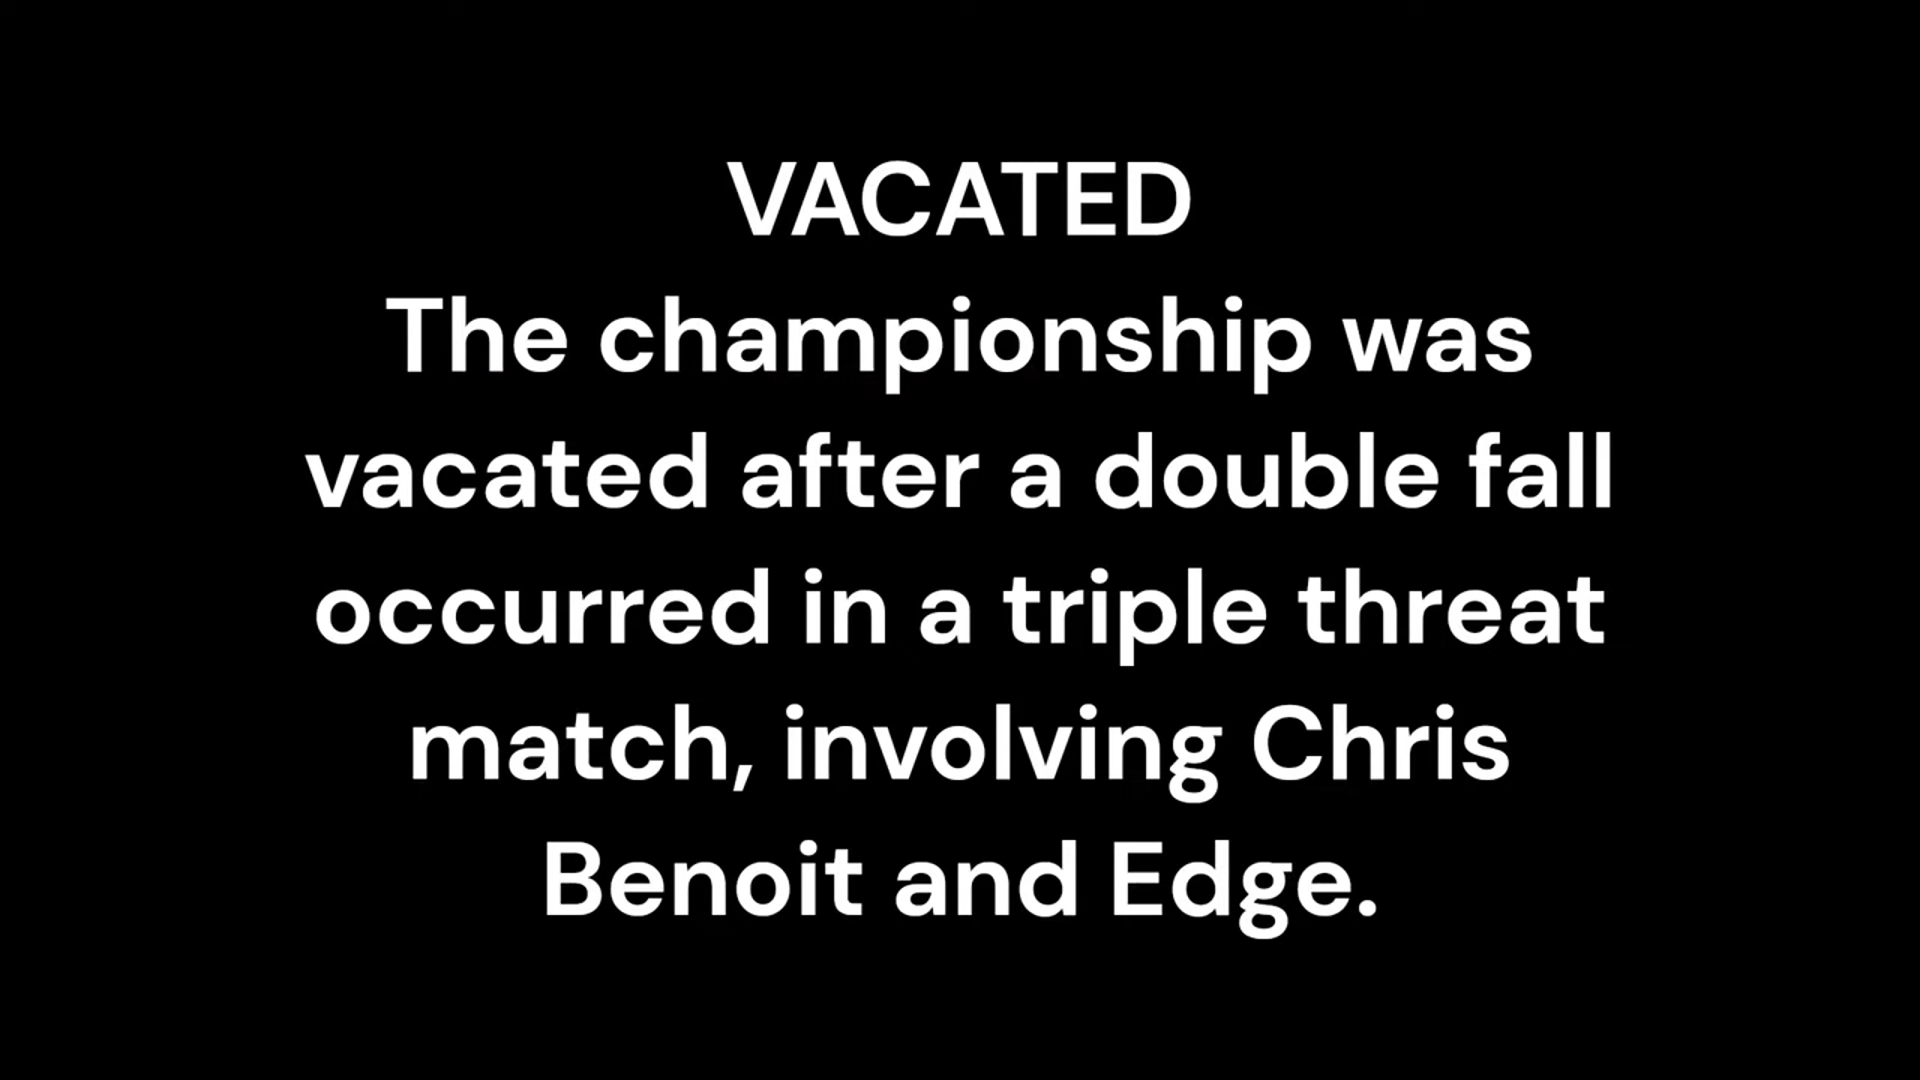 VACATED
The championship was
vacated after a double fall
occurred in a triple threat
match, involving Chris
Benoit and Edge.